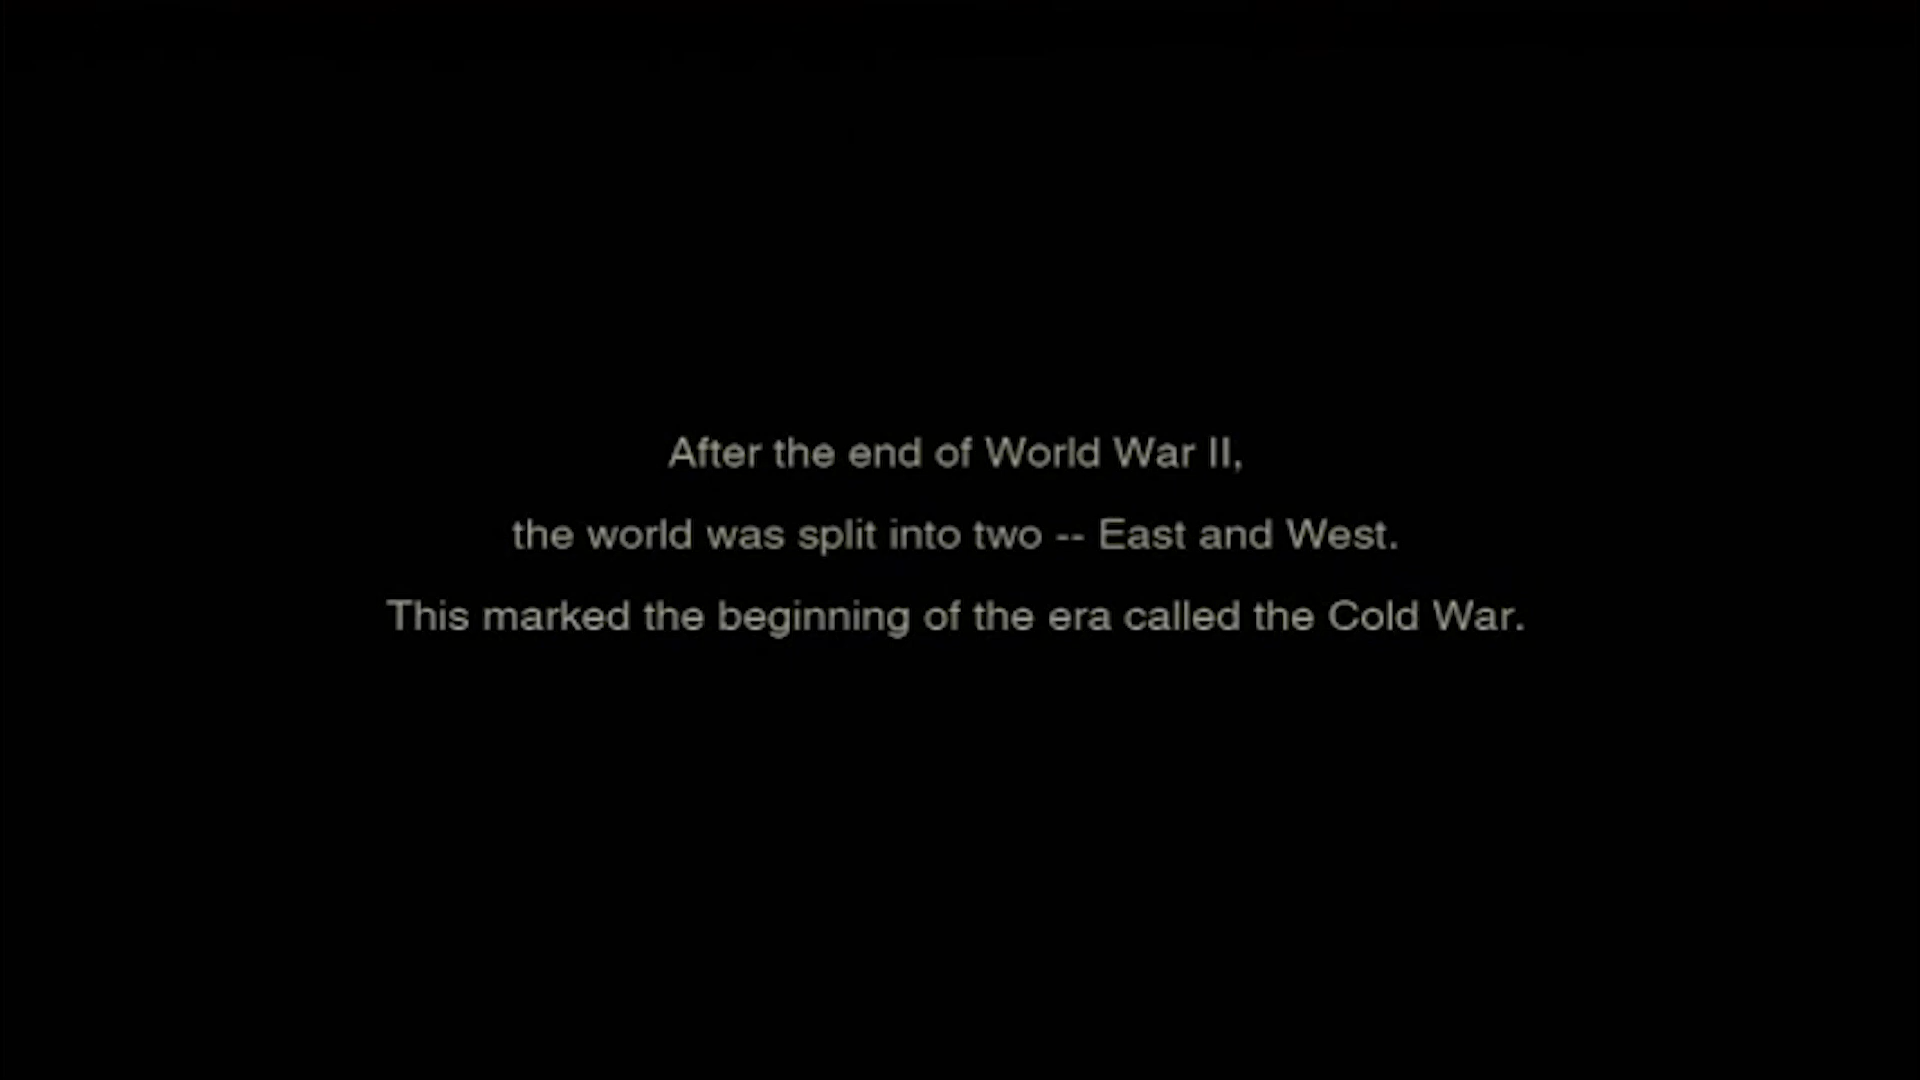 After the end of World War II,
the world was split into two -- East and West.
This marked the beginning of the era called the Cold War.